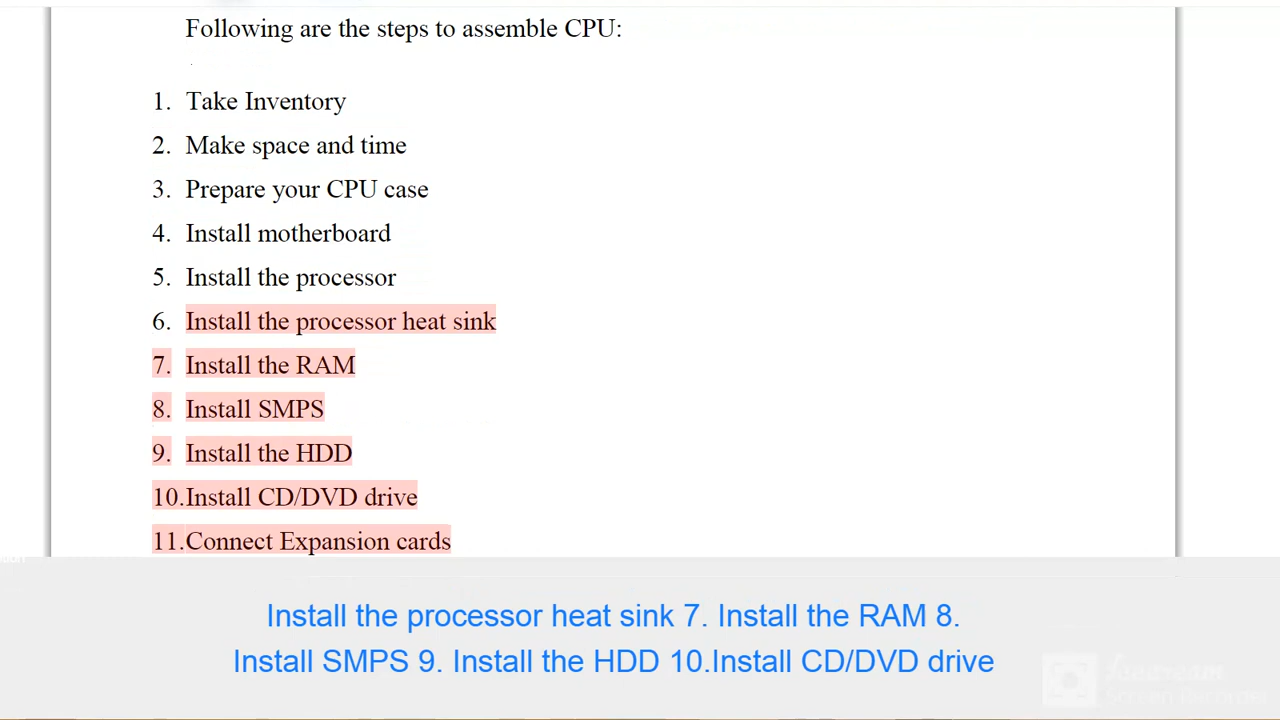 Following are the steps to assemble CPU:
1. Take Inventory
2. Make space and time
3. Prepare your CPU case
4. Install motherboard
5. Install the processor
6. Install the processor heat sink
7. Install the RAM
8. Install SMPS
9. Install the HDD
10.Install CD/DVD drive
11.Connect Expansion cards
Install the processor heat sink 7. Install the RAM 8.
Install SMPS 9. Install the HDD 10.Install CD/DVD drive
Screen Recorder